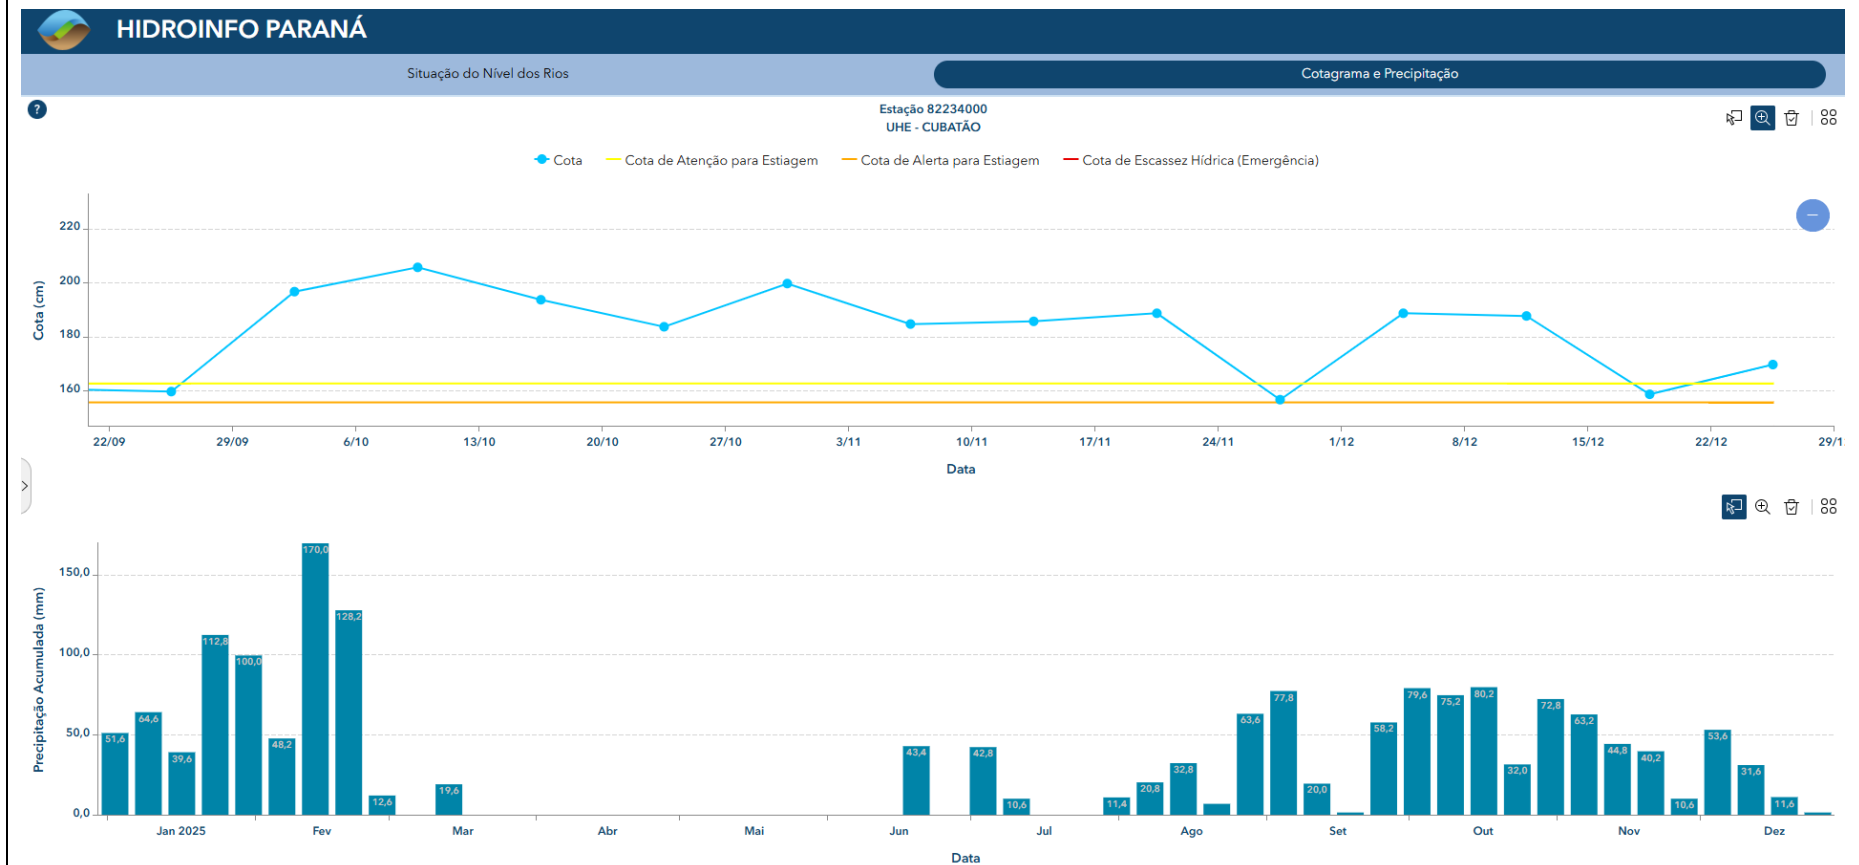 HIDROINFO PARANÁ
Situação do Nível dos Rios
Cotagrama e Precipitação
?
Estação 82234000
UHE - CUBATÃO
Cota
Cota de Atenção para Estiagem
Cota de Alerta para Estiagem
Cota de Escassez Hídrica (Emergência)
Cota (cm)
220
200
180
160
22/09 29/09 6/10 13/10 20/10 27/10 3/11 10/11 17/11 24/11 1/12 8/12 15/12 22/12 29/1
Data
Precipitação Acumulada (mm)
150,0
100,0
50,0
0,0
51,6 64,6 39,6 112,8 100,0 48,2 170,0 128,2 12,6 19,6 43,4 42,8 10,6 11,4 20,8 32,8 63,6 77,8 20,0 58,2 79,6 75,2 80,2 32,0 72,8 63,2 44,8 40,2 10,6 53,6 31,6 11,6
Jan 2025 Fev Mar Abr Mai Jun Jul Ago Set Out Nov Dez
Data